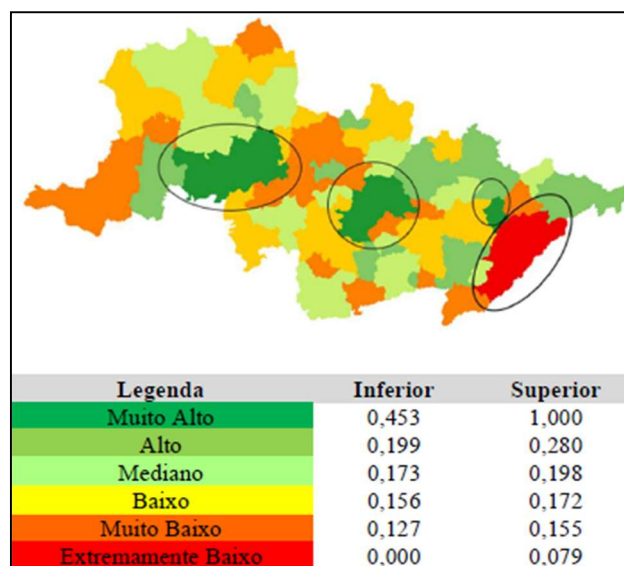 Legenda Inferior Superior
Muito Alto 0,453 1,000
Alto 0,199 0,280
Mediano 0,173 0,198
Baixo 0,156 0,172
Muito Baixo 0,127 0,155
Extremamente Baixo 0,000 0,079